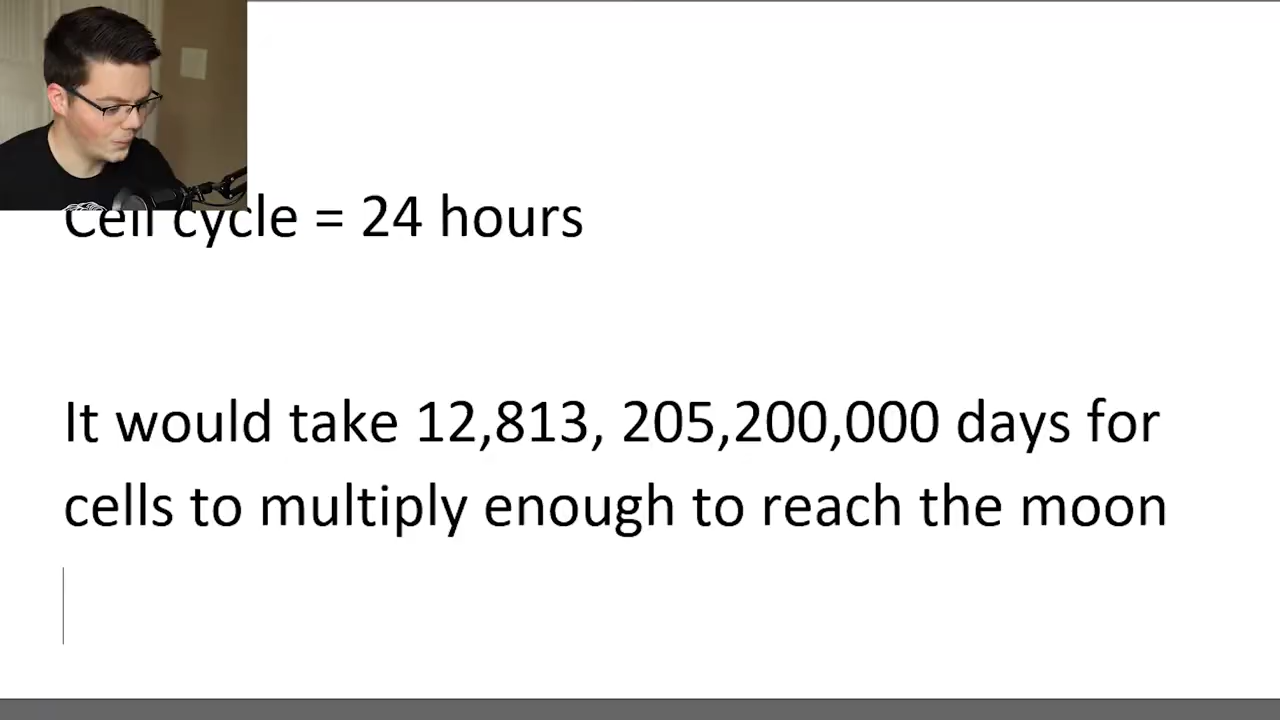 Cell cycle = 24 hours
It would take 12,813, 205,200,000 days for
cells to multiply enough to reach the moon